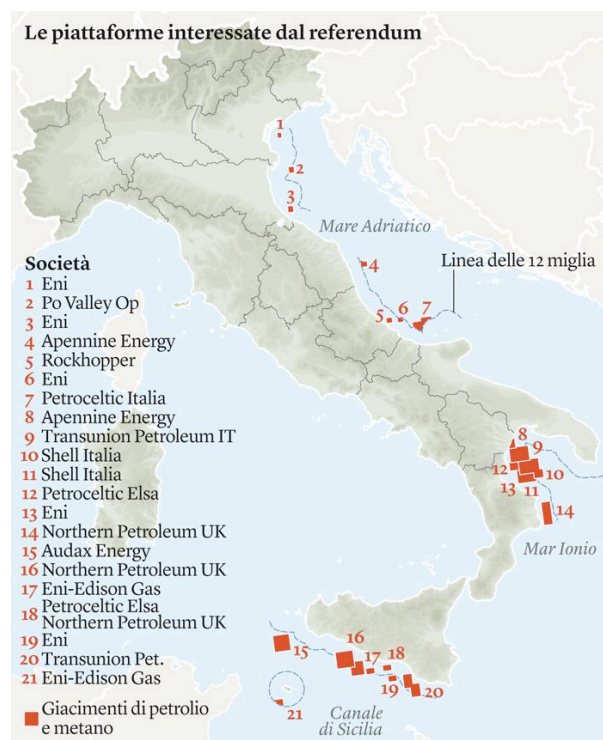 Le piattaforme interessate dal referendum
1
2
3
Mare Adriatico
4
Linea delle 12 miglia
5 6 7
Società
1 Eni
2 Po Valley Op
3 Eni
4 Apennine Energy
5 Rockhopper
6 Eni
7 Petroceltic Italia
8 Apennine Energy
9 Transunion Petroleum IT
10 Shell Italia
11 Shell Italia
12 Petroceltic Elsa
13 Eni
14 Northern Petroleum UK
15 Audax Energy
16 Northern Petroleum UK
17 Eni-Edison Gas
18 Petroceltic Elsa
Northern Petroleum UK
19 Eni
20 Transunion Pet.
21 Eni-Edison Gas
Giacimenti di petrolio
e metano
8
9
12 10
13 11
14
Mar Ionio
15
16
17 18
19 20
21
Canale
di Sicilia